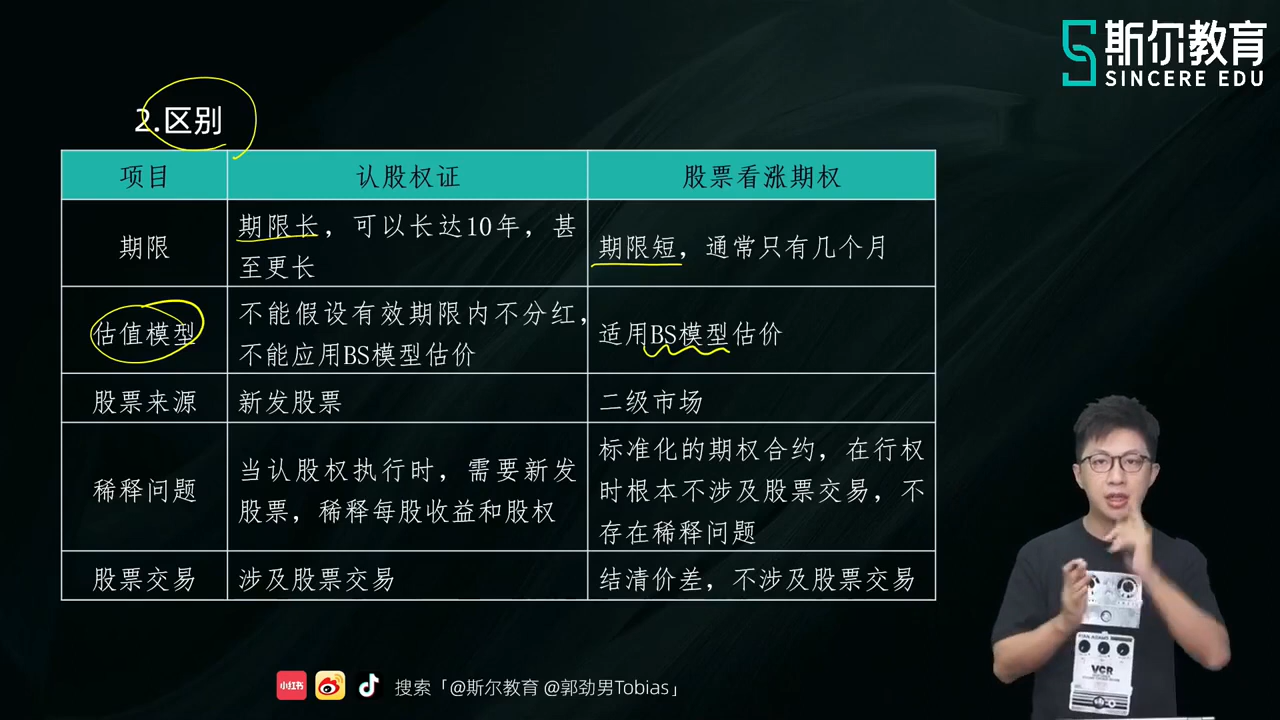 斯尔教育
SINCERE EDU
2.区别
项目
认股权证
股票看涨期权
期限
期限长，可以长达10年，甚
至更长
期限短，通常只有几个月
估值模型
不能假设有效期限内不分红，
不能应用BS模型估价
适用BS模型估价
股票来源
新发股票
二级市场
稀释问题
当认股权执行时，需要新发
股票，稀释每股收益和股权
标准化的期权合约，在行权
时根本不涉及股票交易，不
存在稀释问题
股票交易
涉及股票交易
结清价差，不涉及股票交易
VCR
小红书
搜索「@斯尔教育 @郭劲男Tobias」